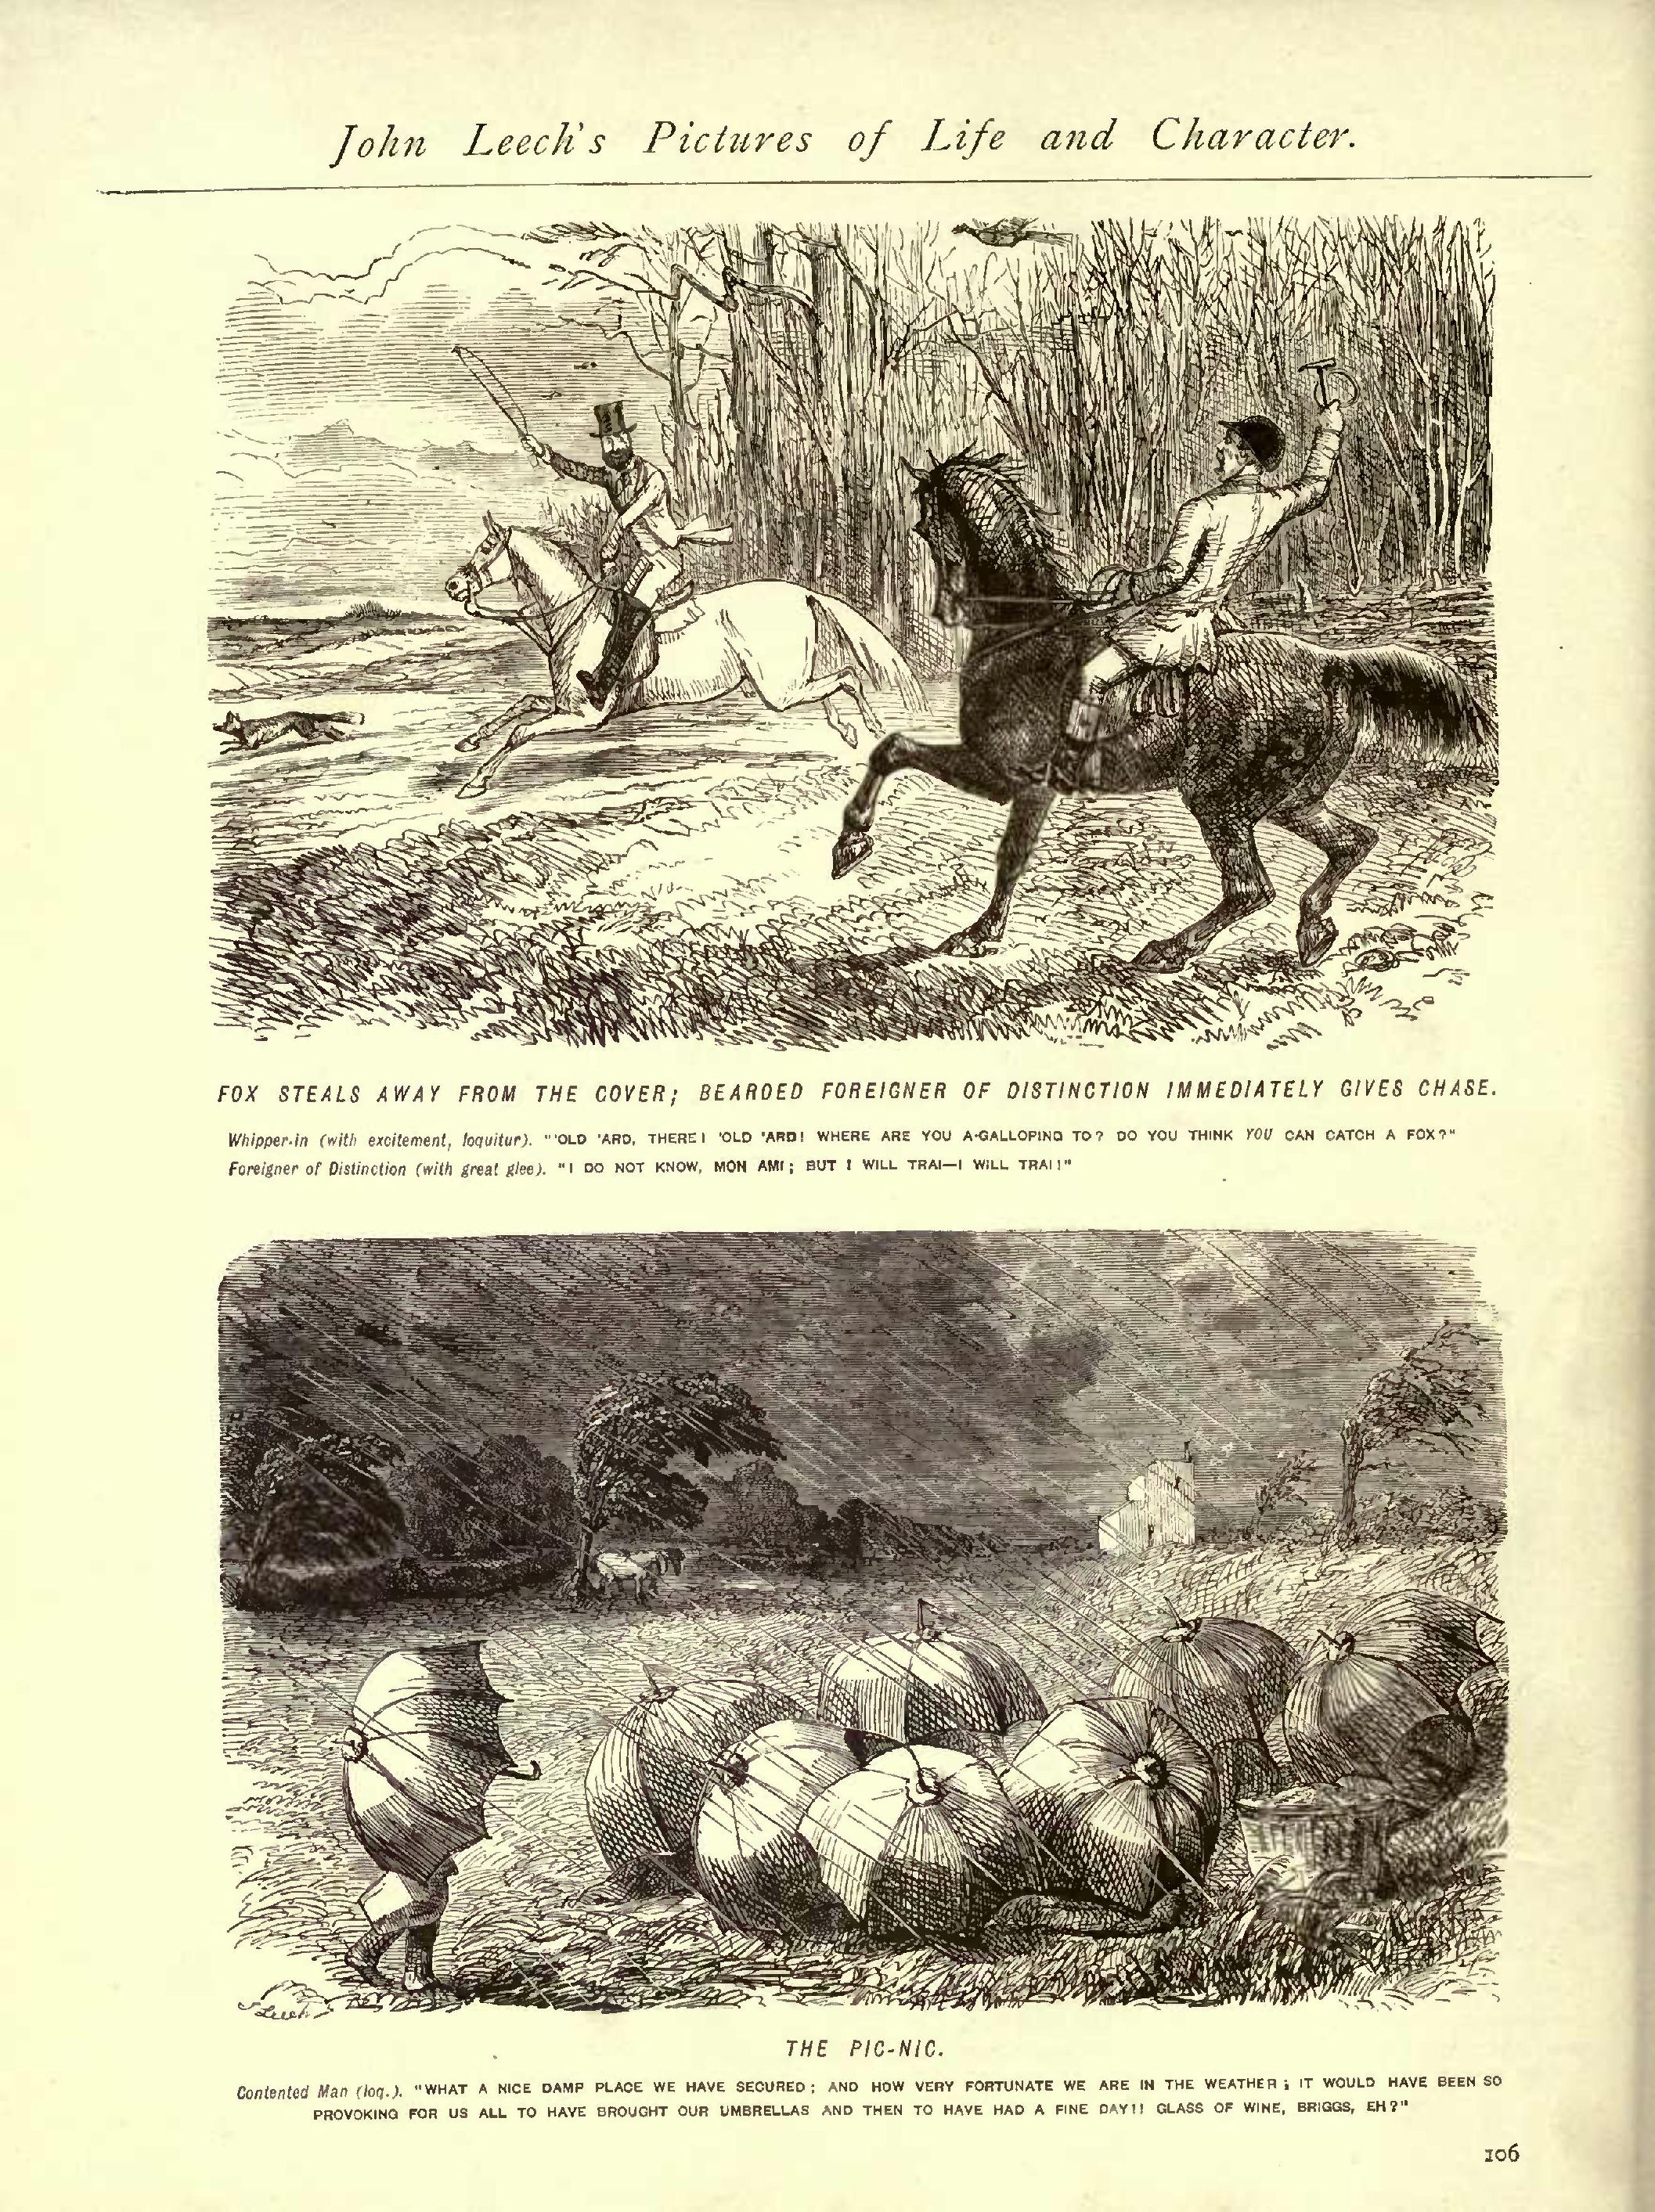 John Leech's Pictures of Life and Character.
FOX STEALS AWAY FROM THE COVER; BEARDED FOREIGNER OF DISTINCTION IMMEDIATELY GIVES CHASE.
Whipper-in (with excitement, loquitur). "'OLD 'ARD, THERE! 'OLD 'ARD! WHERE ARE YOU A-GALLOPING TO? DO YOU THINK YOU CAN CATCH A FOX?"
Foreigner of Distinction (with great glee). "I DO NOT KNOW, MON AMI; BUT I WILL TRAI—I WILL TRAI!"
J Leech
THE PIC-NIC.
Contented Man (loq.). "WHAT A NICE DAMP PLACE WE HAVE SECURED; AND HOW VERY FORTUNATE WE ARE IN THE WEATHER; IT WOULD HAVE BEEN SO
PROVOKING FOR US ALL TO HAVE BROUGHT OUR UMBRELLAS AND THEN TO HAVE HAD A FINE DAY!! GLASS OF WINE, BRIGGS, EH?"
106